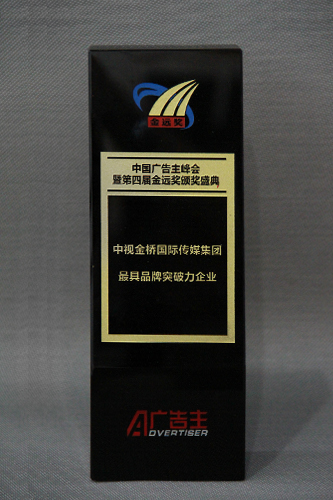 金远奖
中国广告主峰会
暨第四届金远奖颁奖盛典
中视金桥国际传媒集团
最具品牌突破力企业
广告主
ADVERTISER